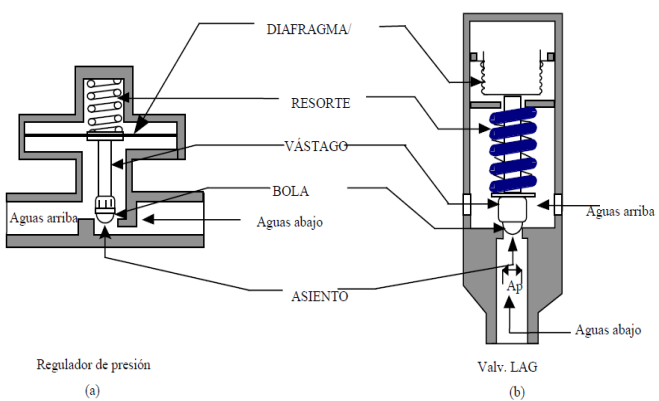 DIAFRAGMA/
RESORTE
VÁSTAGO
BOLA
Aguas arriba
Aguas abajo
Aguas arriba
ASIENTO
Ap
Aguas abajo
Regulador de presión
(a)
Valv. LAG
(b)